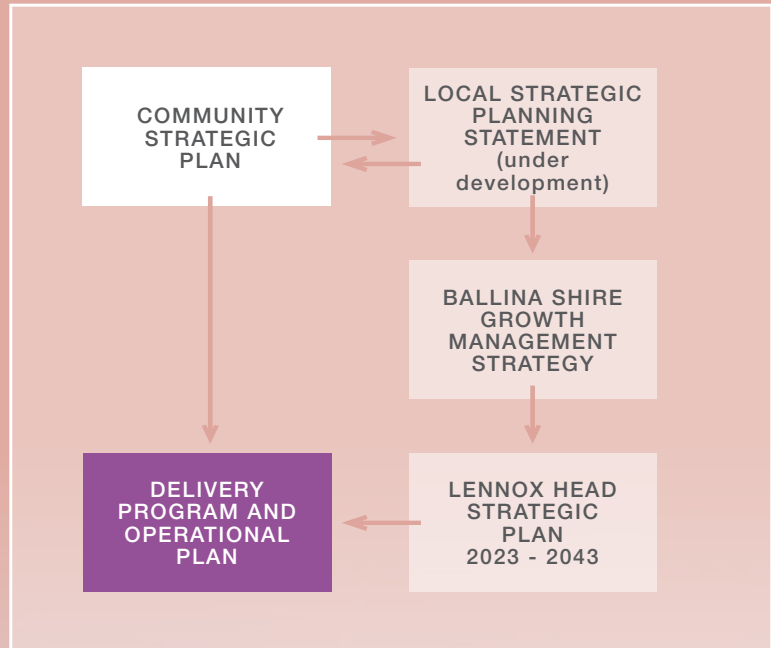 COMMUNITY
STRATEGIC
PLAN
LOCAL STRATEGIC
PLANNING
STATEMENT
(under
development)
BALLINA SHIRE
GROWTH
MANAGEMENT
STRATEGY
DELIVERY
PROGRAM AND
OPERATIONAL
PLAN
LENNOX HEAD
STRATEGIC
PLAN
2023 - 2043